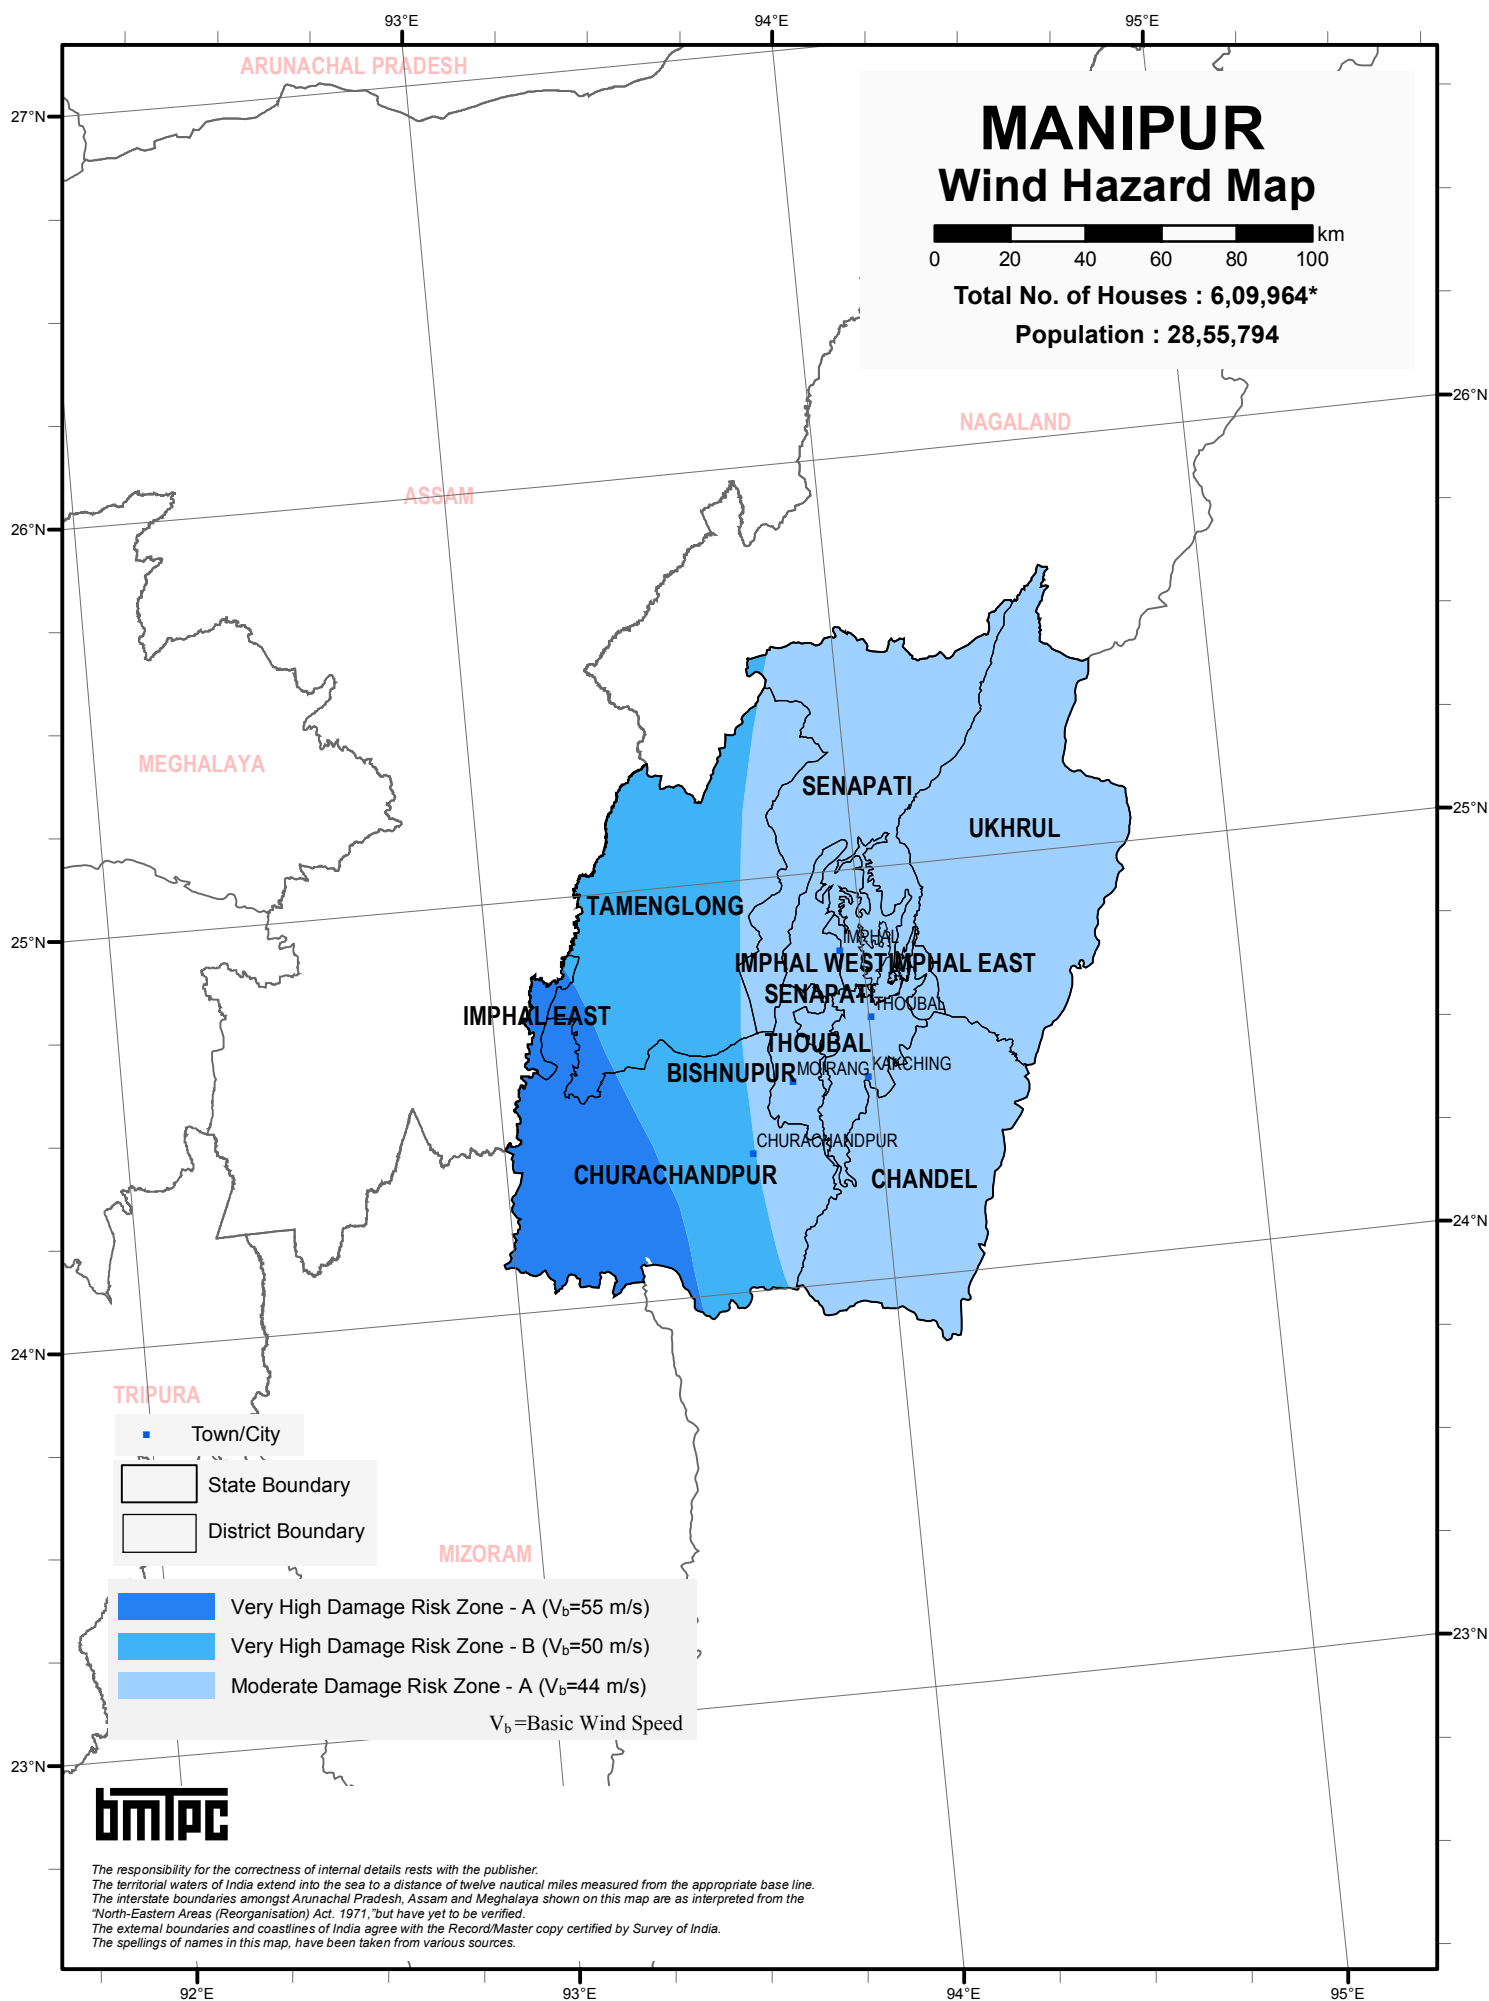 93°E 94°E 95°E
ARUNACHAL PRADESH
27°N
MANIPUR
Wind Hazard Map
km
0 20 40 60 80 100
Total No. of Houses : 6,09,964*
Population : 28,55,794
26°N
NAGALAND
ASSAM
26°N
MEGHALAYA
SENAPATI
25°N
UKHRUL
TAMENGLONG
25°N
IMPHAL
IMPHAL WEST IMPHAL EAST
SENAPATI
THOUBAL
IMPHAL EAST
THOUBAL
KAKCHING
MOIRANG
BISHNUPUR
CHURACHANDPUR
CHURACHANDPUR
CHANDEL
24°N
24°N
TRIPURA
Town/City
State Boundary
District Boundary
MIZORAM
Very High Damage Risk Zone - A (Vb=55 m/s)
Very High Damage Risk Zone - B (Vb=50 m/s)
23°N
Moderate Damage Risk Zone - A (Vb=44 m/s)
Vb=Basic Wind Speed
23°N
bmTpc
The responsibility for the correctness of internal details rests with the publisher.
The territorial waters of India extend into the sea to a distance of twelve nautical miles measured from the appropriate base line.
The interstate boundaries amongst Arunachal Pradesh, Assam and Meghalaya shown on this map are as interpreted from the
"North-Eastern Areas (Reorganisation) Act. 1971,"but have yet to be verified.
The external boundaries and coastlines of India agree with the Record/Master copy certified by Survey of India.
The spellings of names in this map, have been taken from various sources.
92°E 93°E 94°E 95°E